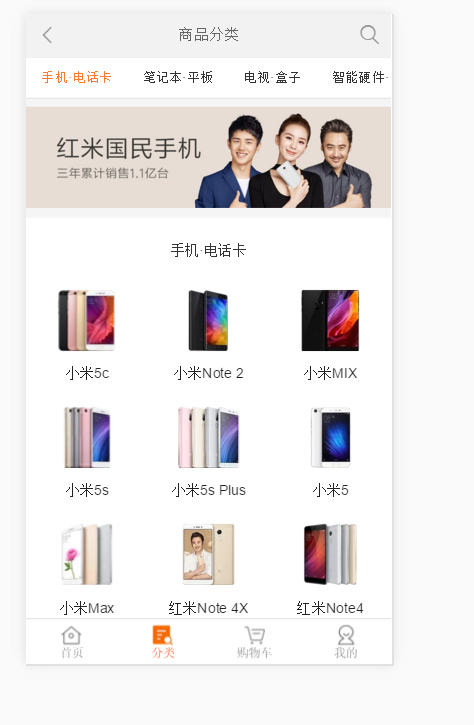 商品分类
手机·电话卡 笔记本·平板 电视·盒子 智能硬件·
红米国民手机
三年累计销售1.1亿台
手机·电话卡
小米5c 小米Note 2 小米MIX
小米5s 小米5s Plus 小米5
小米Max 红米Note 4X 红米Note4
首页 分类 购物车 我的